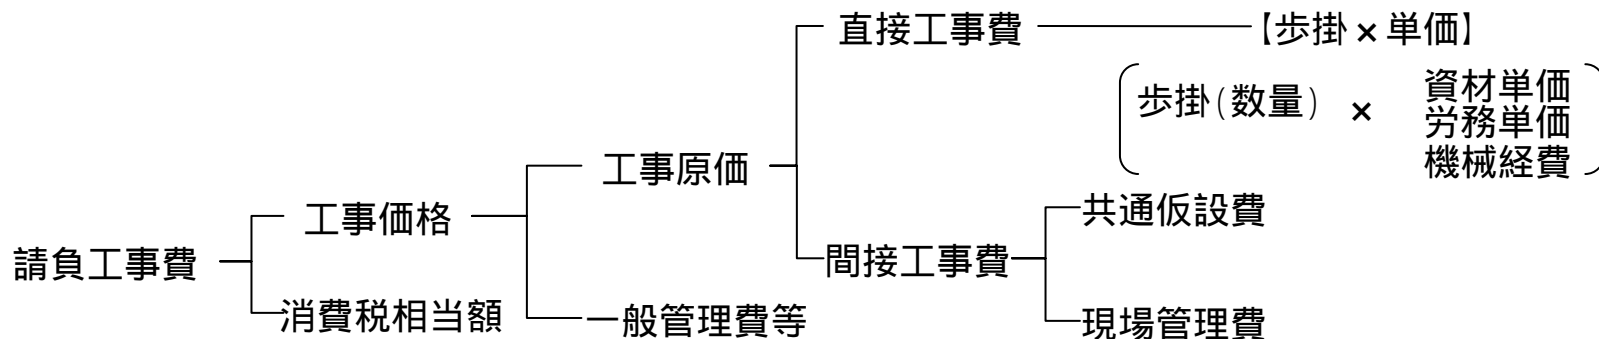 直接工事費
【歩掛×単価】
歩掛(数量) ×
資材単価
労務単価
機械経費
工事原価
工事価格
共通仮設費
請負工事費
間接工事費
消費税相当額
一般管理費等
現場管理費